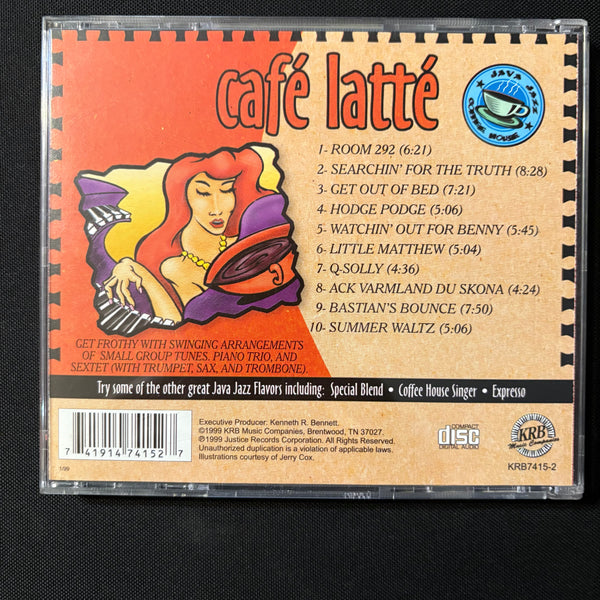 café latté
JAVA JAZZ
COFFEE HOUSE
1- ROOM 292 (6:21)
2- SEARCHIN' FOR THE TRUTH (8:28)
3- GET OUT OF BED (7:21)
4- HODGE PODGE (5:06)
5- WATCHIN' OUT FOR BENNY (5:45)
6- LITTLE MATTHEW (5:04)
7- Q-SOLLY (4:36)
8- ACK VARMLAND DU SKONA (4:24)
9- BASTIAN'S BOUNCE (7:50)
10- SUMMER WALTZ (5:06)
GET FROTHY WITH SWINGING ARRANGEMENTS
OF SMALL GROUP TUNES. PIANO TRIO, AND
SEXTET (WITH TRUMPET, SAX, AND TROMBONE).
Try some of the other great Java Jazz Flavors including: Special Blend • Coffee House Singer • Expresso
7 41914 74152 7
1/99
Executive Producer: Kenneth R. Bennett.
©1999 KRB Music Companies, Brentwood, TN 37027.
℗1999 Justice Records Corporation. All Rights Reserved.
Unauthorized duplication is a violation of applicable laws.
Illustrations courtesy of Jerry Cox.
COMPACT
disc
DIGITAL AUDIO
KRB
Music Companies
KRB7415-2